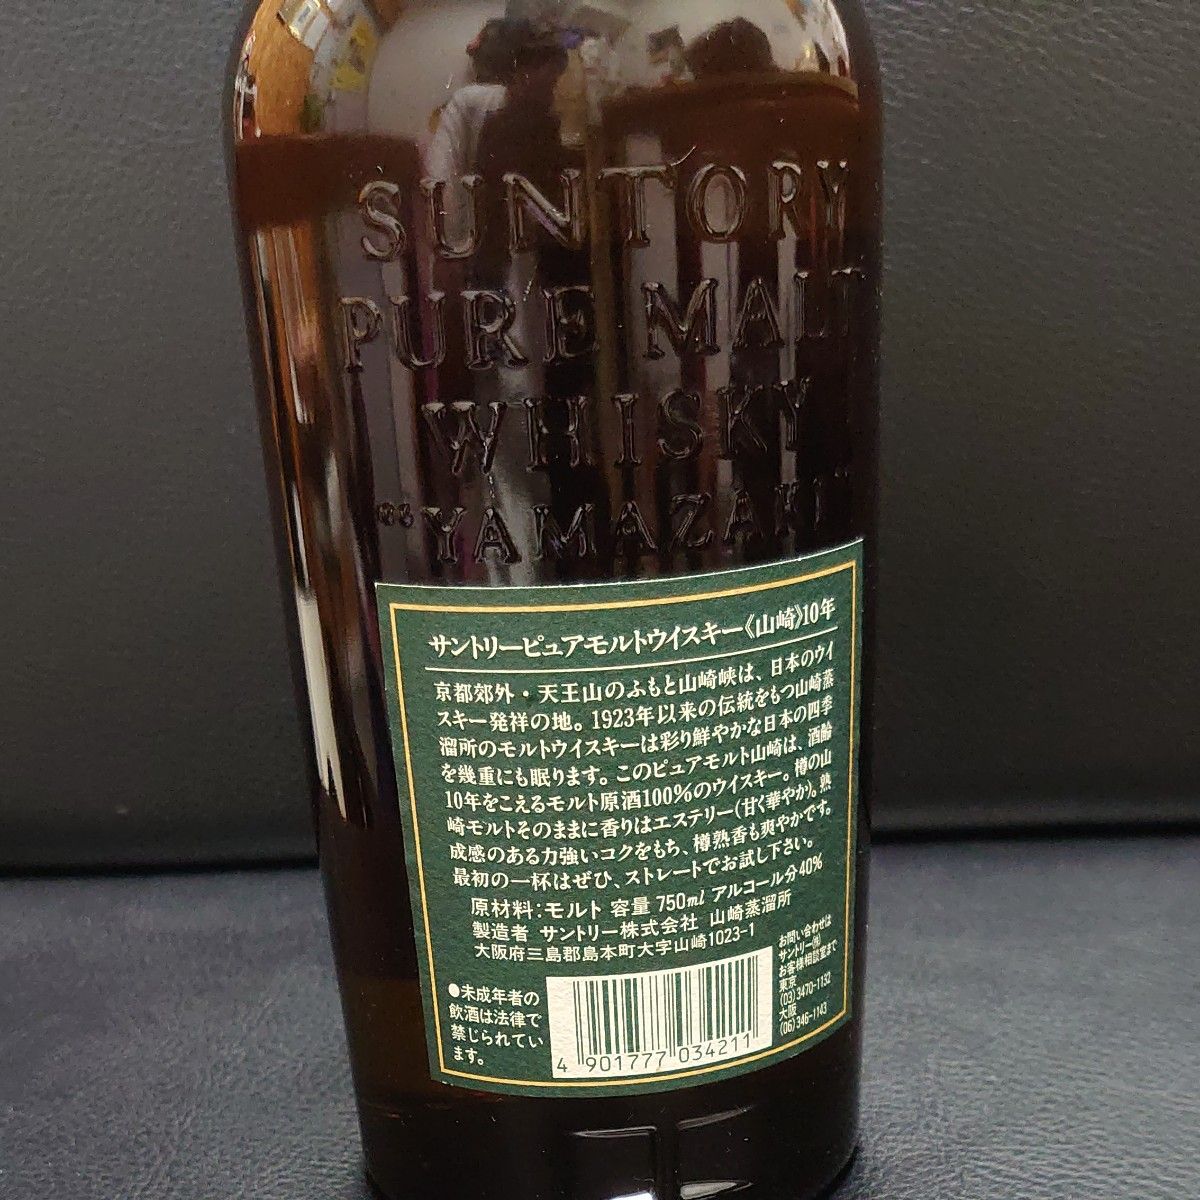 SUNTORY
PURE MALT
WHISKY
"YAMAZAKI"
サントリーピュアモルトウイスキー《山崎》10年
京都郊外・天王山のふもと山崎峡は、日本のウイ
スキー発祥の地。1923年以来の伝統をもつ山崎蒸
溜所のモルトウイスキーは彩り鮮やかな日本の四季
を幾重にも眠ります。このピュアモルト山崎は、酒齢
10年をこえるモルト原酒100%のウイスキー。樽の山
崎モルトそのままに香りはエステリー(甘く華やか)。熟
成感のある力強いコクをもち、樽熟香も爽やかです。
最初の一杯はぜひ、ストレートでお試し下さい。
原材料:モルト 容量 750ml アルコール分40%
製造者 サントリー株式会社 山崎蒸溜所
大阪府三島郡島本町大字山崎1023-1
●未成年者の
飲酒は法律で
禁じられてい
ます。
4 901777 034211
お問い合わせは
サントリー㈱
お客様相談室まで
東京
(03)3470-1132
大阪
(06)346-1143